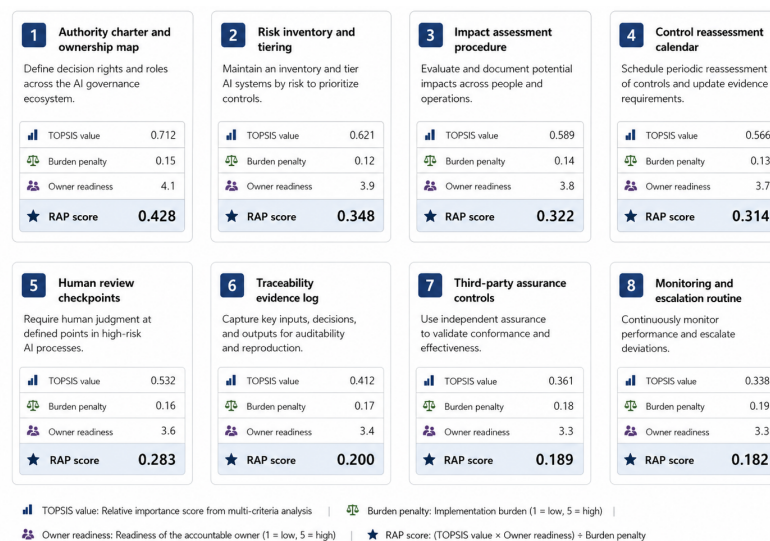 1 Authority charter and
ownership map
Define decision rights and roles
across the AI governance
ecosystem.
TOPSIS value 0.712
Burden penalty 0.15
Owner readiness 4.1
RAP score 0.428
2 Risk inventory and
tiering
Maintain an inventory and tier
AI systems by risk to prioritize
controls.
TOPSIS value 0.621
Burden penalty 0.12
Owner readiness 3.9
RAP score 0.348
3 Impact assessment
procedure
Evaluate and document potential
impacts across people and
operations.
TOPSIS value 0.589
Burden penalty 0.14
Owner readiness 3.8
RAP score 0.322
4 Control reassessment
calendar
Schedule periodic reassessment
of controls and update evidence
requirements.
TOPSIS value 0.566
Burden penalty 0.13
Owner readiness 3.7
RAP score 0.314
5 Human review
checkpoints
Require human judgment at
defined points in high-risk
AI processes.
TOPSIS value 0.532
Burden penalty 0.16
Owner readiness 3.6
RAP score 0.283
6 Traceability
evidence log
Capture key inputs, decisions,
and outputs for auditability
and reproduction.
TOPSIS value 0.412
Burden penalty 0.17
Owner readiness 3.4
RAP score 0.200
7 Third-party assurance
controls
Use independent assurance
to validate conformance and
effectiveness.
TOPSIS value 0.361
Burden penalty 0.18
Owner readiness 3.3
RAP score 0.189
8 Monitoring and
escalation routine
Continuously monitor
performance and escalate
deviations.
TOPSIS value 0.338
Burden penalty 0.19
Owner readiness 3.3
RAP score 0.182
TOPSIS value: Relative importance score from multi-criteria analysis | Burden penalty: Implementation burden (1 = low, 5 = high) |
Owner readiness: Readiness of the accountable owner (1 = low, 5 = high) | RAP score: (TOPSIS value × Owner readiness) ÷ Burden penalty